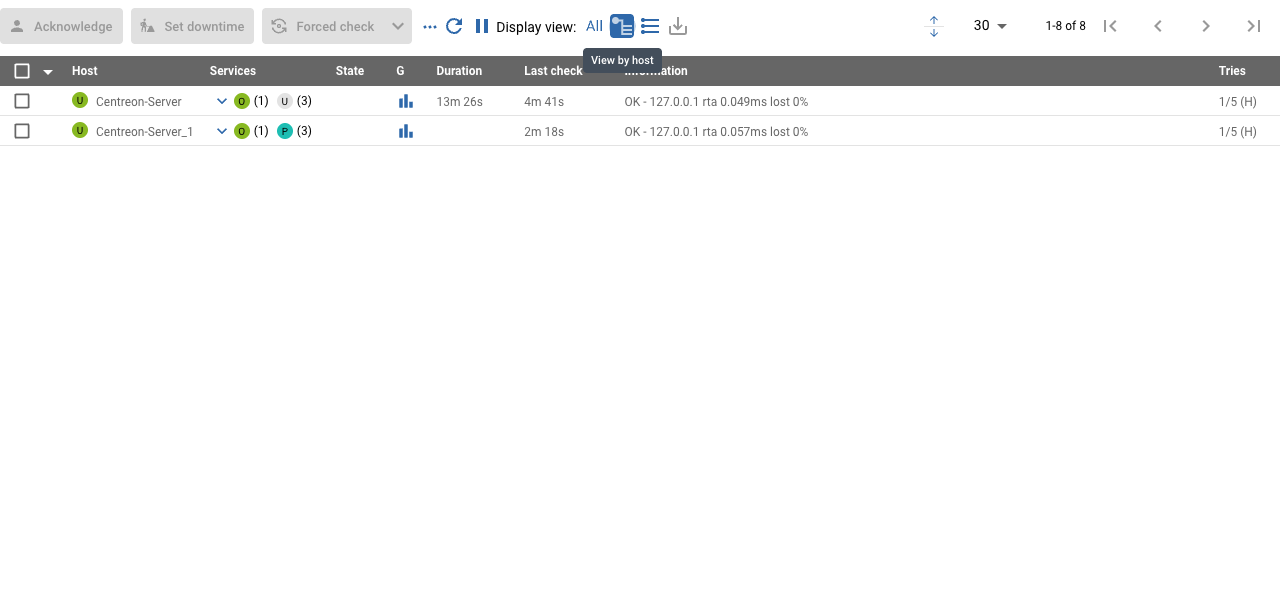 Acknowledge Set downtime Forced check Display view: All 30 1-8 of 8
View by host
Host Services State G Duration Last check Information Tries
U Centreon-Server O (1) U (3) 13m 26s 4m 41s OK - 127.0.0.1 rta 0.049ms lost 0% 1/5 (H)
U Centreon-Server_1 O (1) P (3) 2m 18s OK - 127.0.0.1 rta 0.057ms lost 0% 1/5 (H)